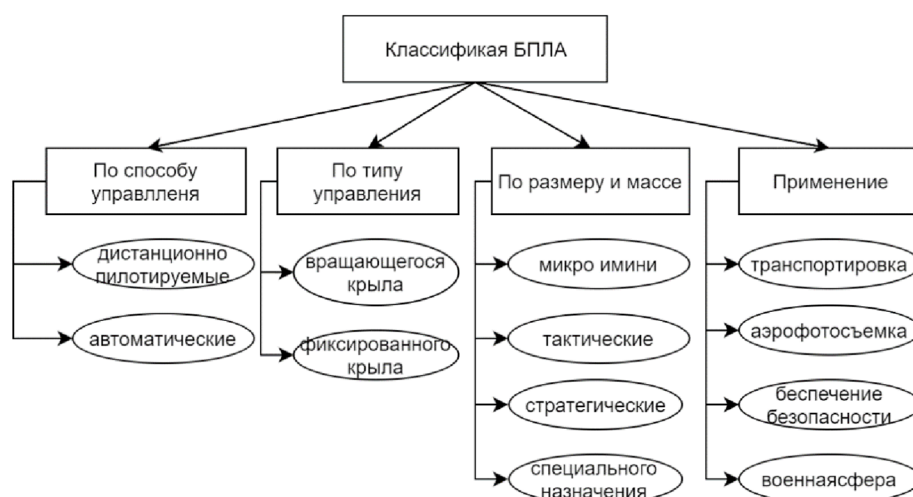 Классификая БПЛА
По способу
управлленя
дистанционно
пилотируемые
автоматические
По типу
управления
вращающегося
крыла
фиксированного
крыла
По размеру и массе
микро имини
тактические
стратегические
специального
назначения
Применение
транспортировка
аэрофотосъемка
беспечение
безопасности
военнаясфера